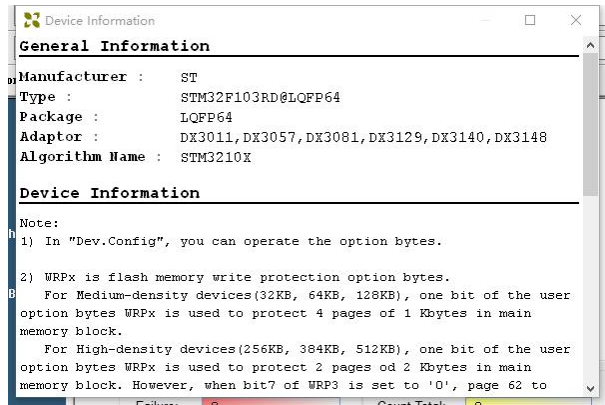 Device Information
General Information
Manufacturer : ST
Type : STM32F103RD@LQFP64
Package : LQFP64
Adaptor : DX3011,DX3057,DX3081,DX3129,DX3140,DX3148
Algorithm Name : STM3210X
Device Information
Note:
1) In "Dev.Config", you can operate the option bytes.
2) WRPx is flash memory write protection option bytes.
For Medium-density devices(32KB, 64KB, 128KB), one bit of the user
option bytes WRPx is used to protect 4 pages of 1 Kbytes in main
memory block.
For High-density devices(256KB, 384KB, 512KB), one bit of the user
option bytes WRPx is used to protect 2 pages od 2 Kbytes in main
memory block. However, when bit7 of WRP3 is set to '0', page 62 to